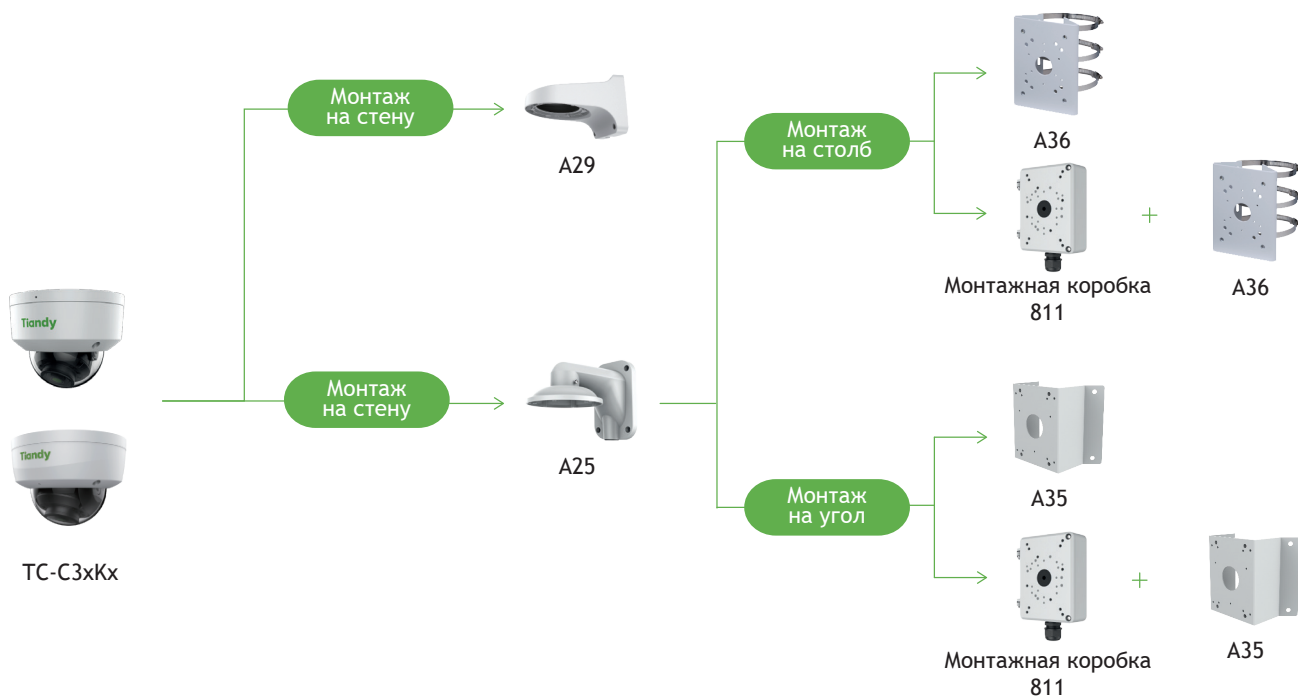 Монтаж
на стену
A29
Монтаж
на столб
A36
Монтажная коробка
811
+
A36
Tiandy
Tiandy
TC-C3xKx
Монтаж
на стену
A25
Монтаж
на угол
A35
Монтажная коробка
811
+
A35